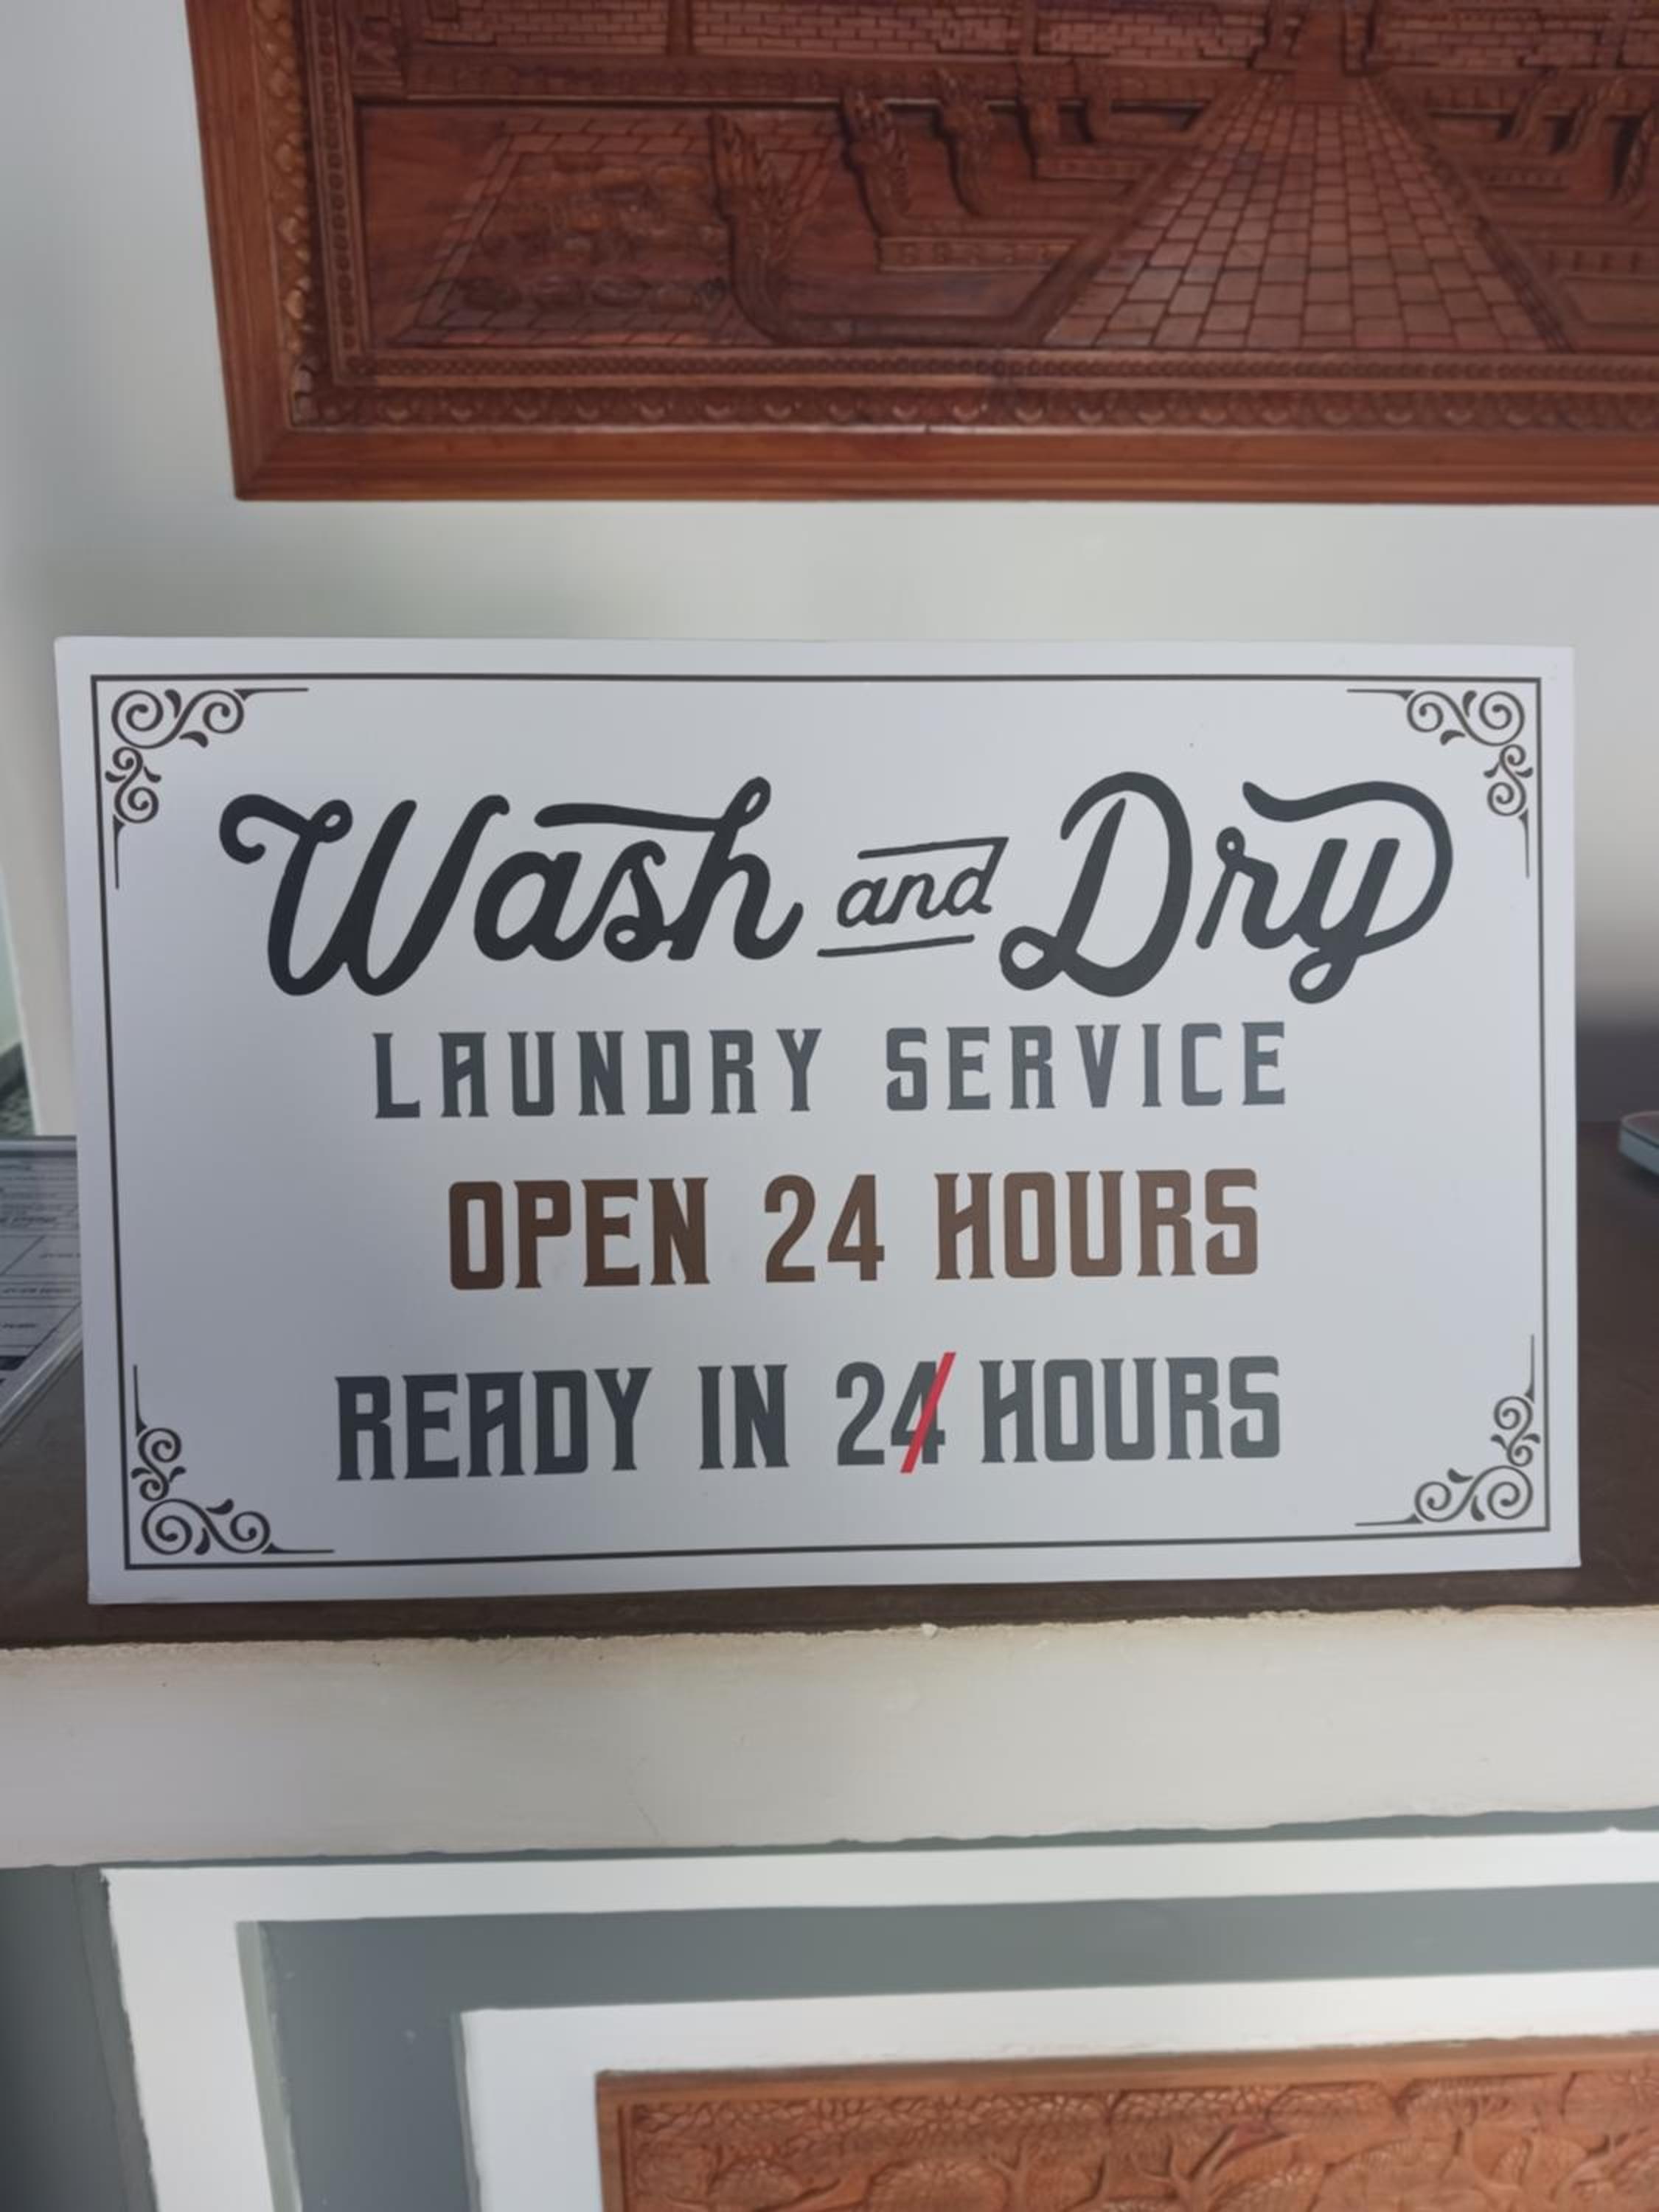 Wash and Dry
LAUNDRY SERVICE
OPEN 24 HOURS
READY IN 24 HOURS